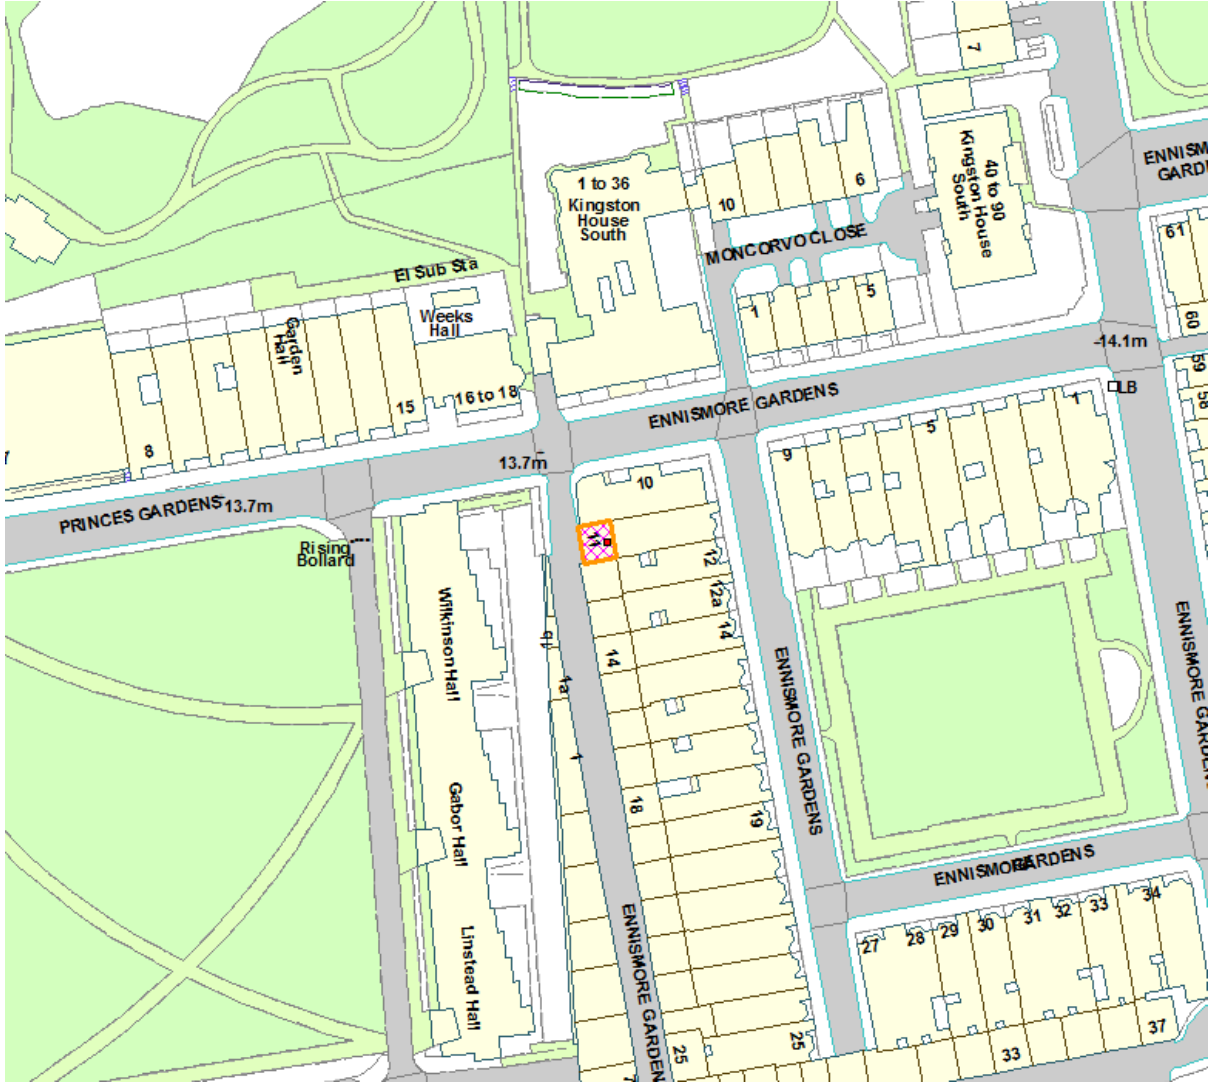 7
ENNISM
GARD
40 to 90
Kingston House
South
1 to 36
Kingston
House
South
6
10
MONCORVO CLOSE
61
El Sub Sta
5
1
60
Weeks
Hall
Garden
Hall
-14.1m
59
LB
58
16 to 18
15
ENNISMORE GARDENS
1
5
8
9
7
13.7m
10
PRINCES GARDENS
13.7m
11
Rising
Bollard
12
12a
14
Wilkinson Hall
1b
14
1a
ENNISMORE GARDENS
ENNISMORE GARDENS
1
Gabor Hall
18
19
ENNISMORE
GARDENS
ENNISMORE GARDEN
Linstead Hall
27
28
29
30
31
32
33
34
25
25
33
37
7